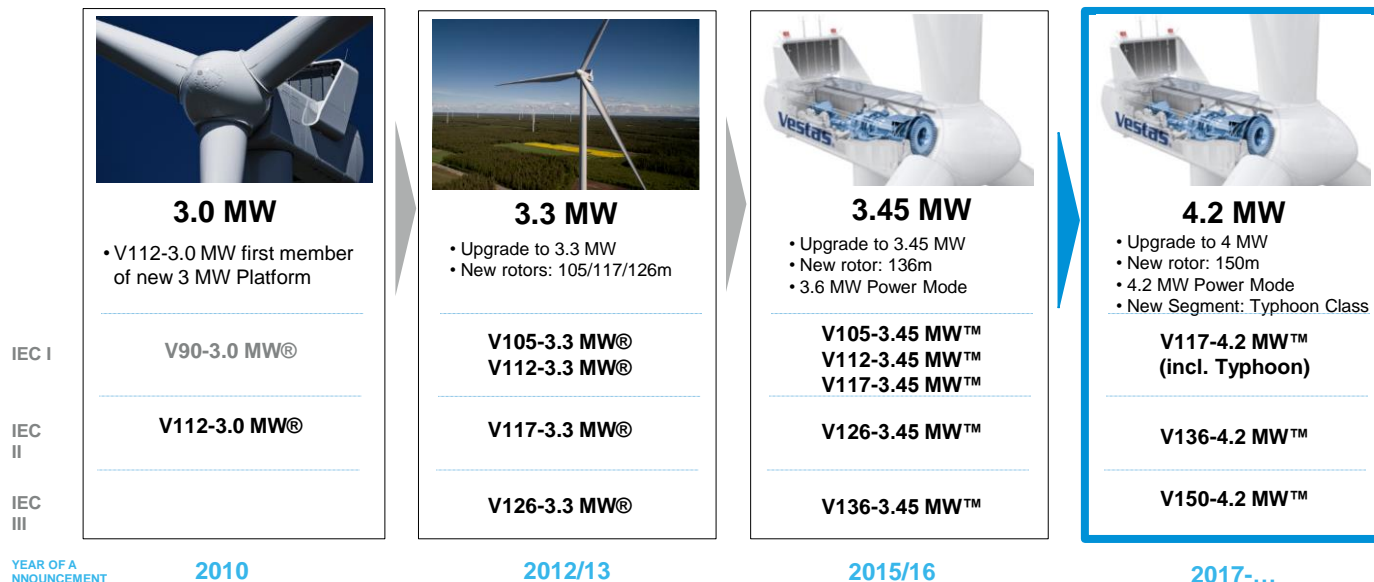 Vestas
Vestas
3.0 MW
• V112-3.0 MW first member
of new 3 MW Platform
3.3 MW
• Upgrade to 3.3 MW
• New rotors: 105/117/126m
3.45 MW
• Upgrade to 3.45 MW
• New rotor: 136m
• 3.6 MW Power Mode
4.2 MW
• Upgrade to 4 MW
• New rotor: 150m
• 4.2 MW Power Mode
• New Segment: Typhoon Class
IEC I
V90-3.0 MW®
V105-3.3 MW®
V112-3.3 MW®
V105-3.45 MW™
V112-3.45 MW™
V117-3.45 MW™
V117-4.2 MW™
(incl. Typhoon)
IEC
II
V112-3.0 MW®
V117-3.3 MW®
V126-3.45 MW™
V136-4.2 MW™
IEC
III
V126-3.3 MW®
V136-3.45 MW™
V150-4.2 MW™
YEAR OF A
NNOUNCEMENT
2010
2012/13
2015/16
2017-…